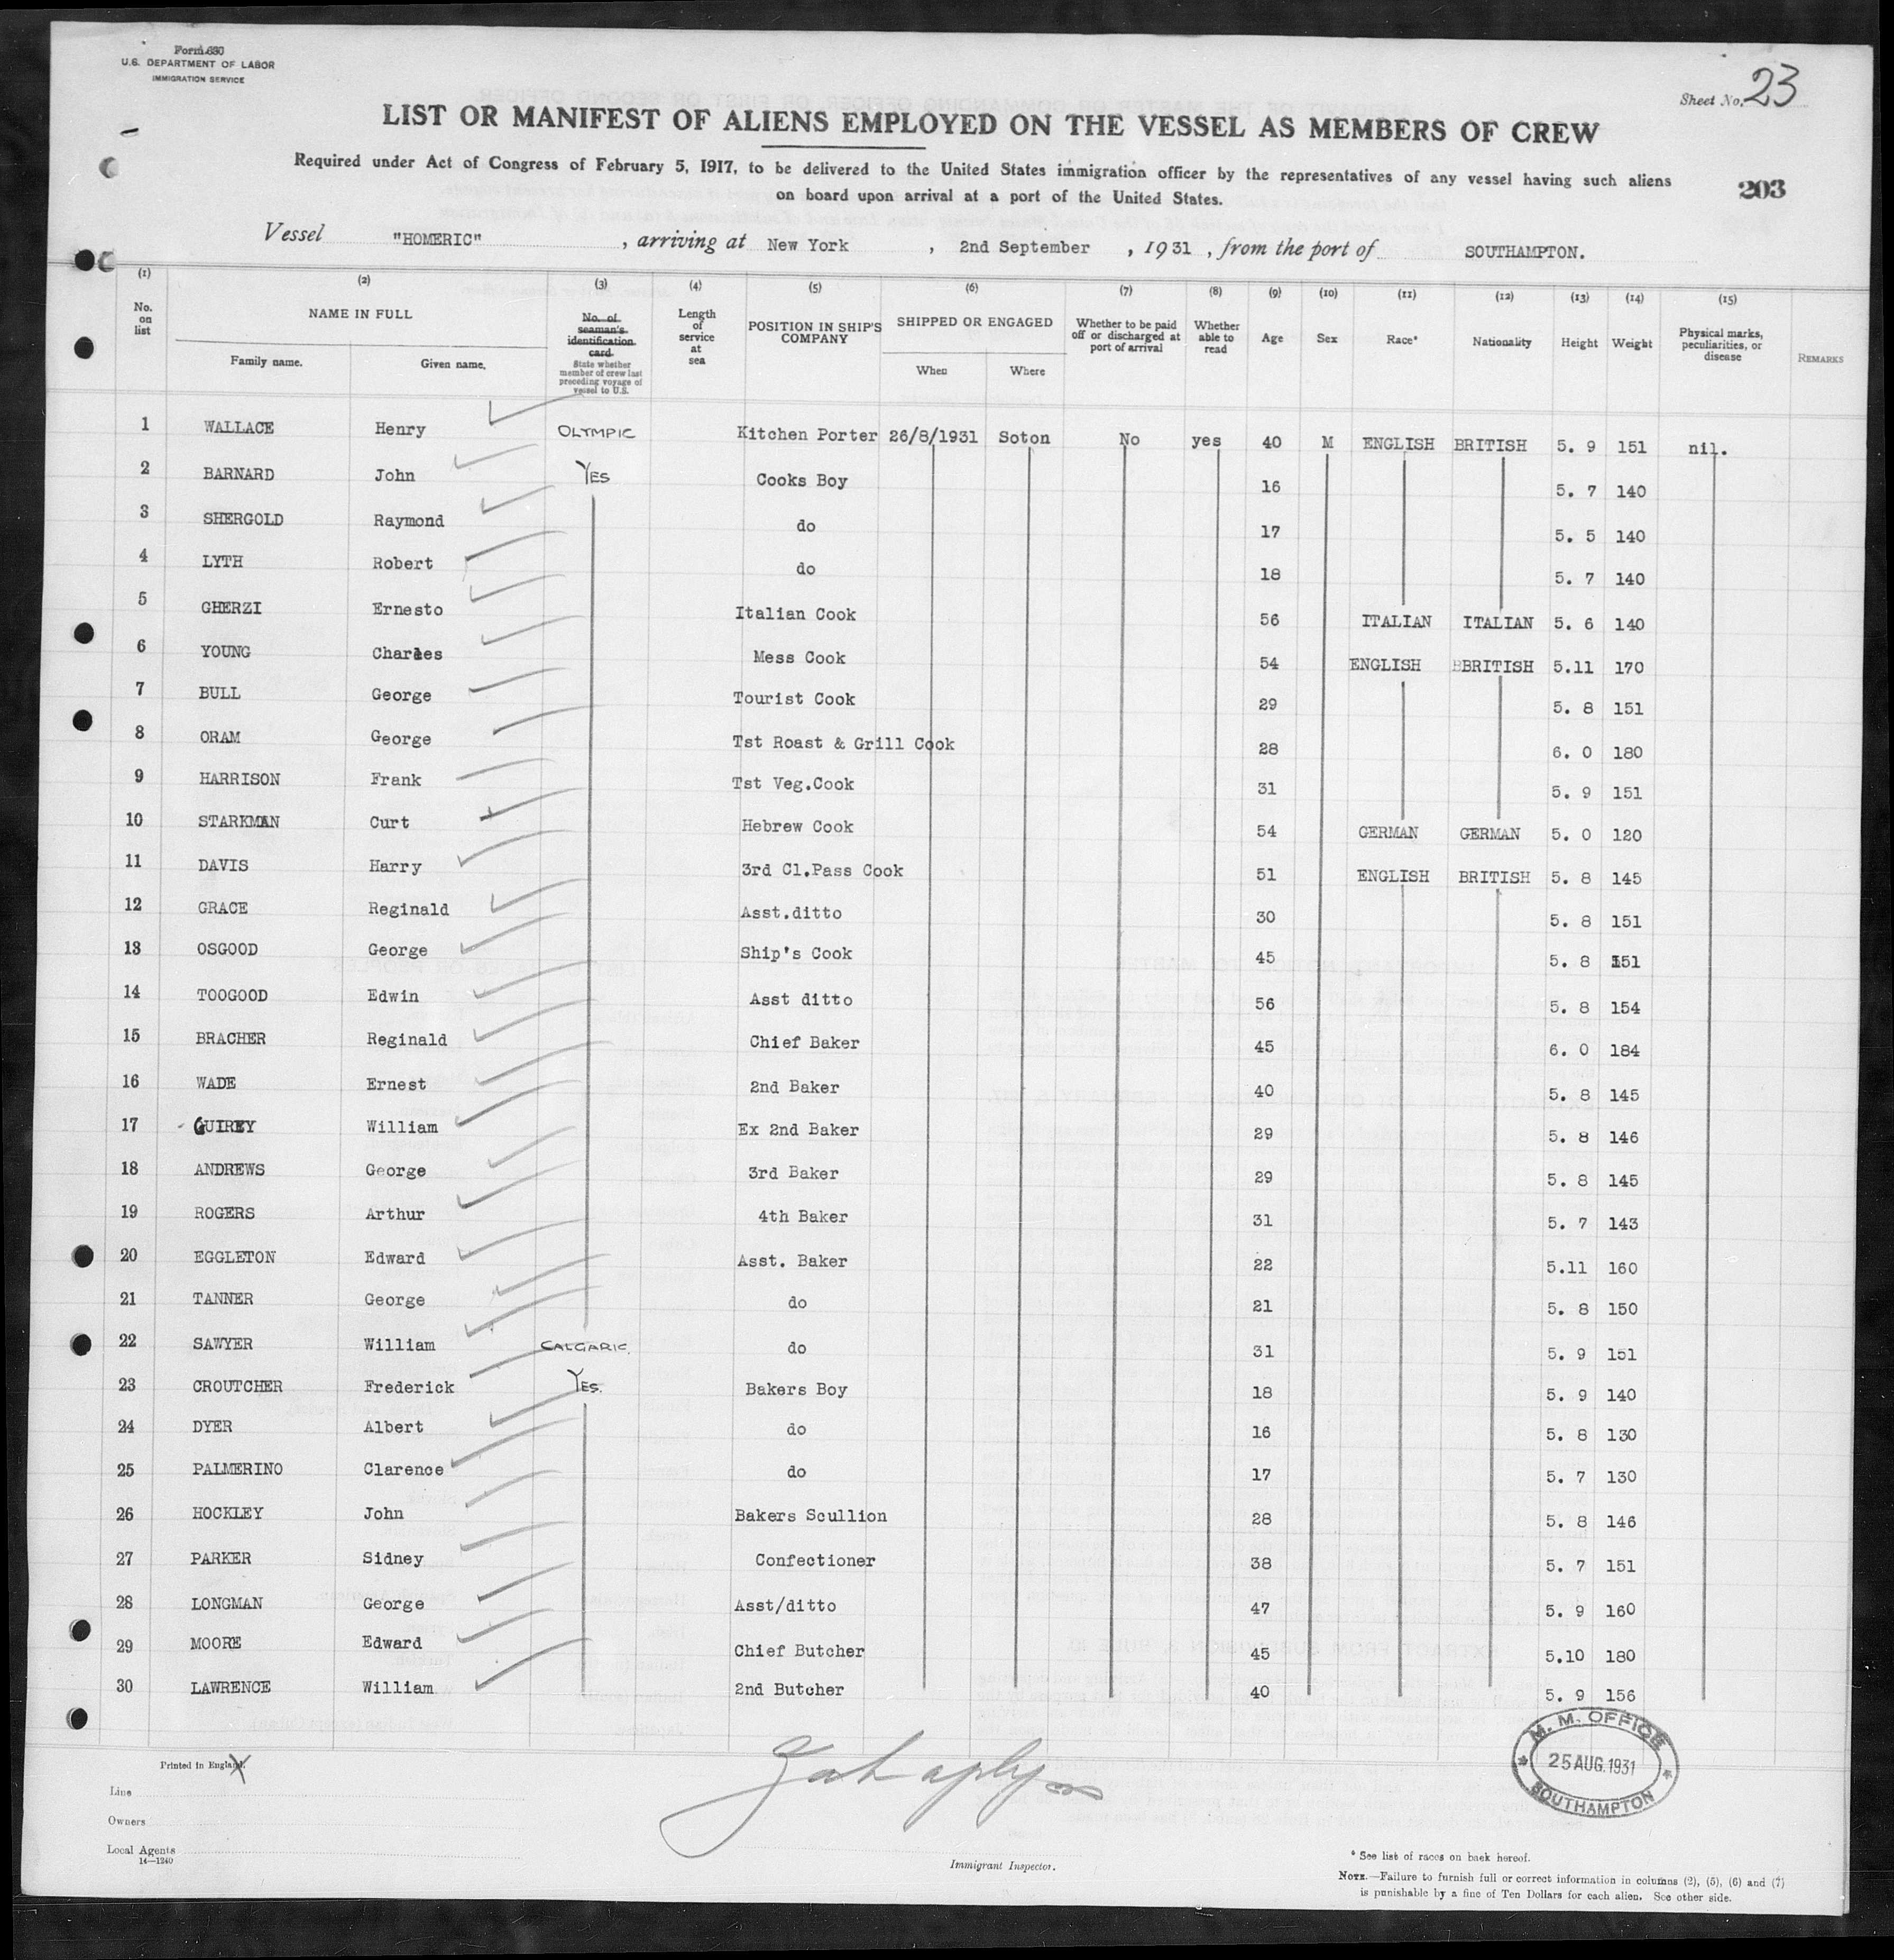 Form 680
U.S. DEPARTMENT OF LABOR
IMMIGRATION SERVICE
Sheet No. 23
LIST OR MANIFEST OF ALIENS EMPLOYED ON THE VESSEL AS MEMBERS OF CREW
Required under Act of Congress of February 5, 1917, to be delivered to the United States immigration officer by the representatives of any vessel having such aliens
on board upon arrival at a port of the United States.
203
Vessel "HOMERIC", arriving at New York, 2nd September, 1931, from the port of SOUTHAMPTON.
(1) (2) (3) (4) (5) (6) (7) (8) (9) (10) (11) (12) (13) (14) (15)
No. on list
NAME IN FULL
Family name. Given name.
No. of seaman's identification card.
State whether member of crew last preceding voyage of vessel to U.S.
Length of service at sea
POSITION IN SHIP'S COMPANY
SHIPPED OR ENGAGED
When Where
Whether to be paid off or discharged at port of arrival
Whether able to read
Age
Sex
Race*
Nationality
Height
Weight
Physical marks, peculiarities, or disease
REMARKS
1 WALLACE Henry OLYMPIC Kitchen Porter 26/8/1931 Soton No yes 40 M ENGLISH BRITISH 5. 9 151 nil.
2 BARNARD John YES Cooks Boy 16 5. 7 140
3 SHERGOLD Raymond do 17 5. 5 140
4 LYTH Robert do 18 5. 7 140
5 GHERZI Ernesto Italian Cook 56 ITALIAN ITALIAN 5. 6 140
6 YOUNG Charles Mess Cook 54 ENGLISH BBRITISH 5.11 170
7 BULL George Tourist Cook 29 5. 8 151
8 ORAM George Tst Roast & Grill Cook 28 6. 0 180
9 HARRISON Frank Tst Veg.Cook 31 5. 9 151
10 STARKMAN Curt Hebrew Cook 54 GERMAN GERMAN 5. 0 120
11 DAVIS Harry 3rd Cl.Pass Cook 51 ENGLISH BRITISH 5. 8 145
12 GRACE Reginald Asst.ditto 30 5. 8 151
13 OSGOOD George Ship's Cook 45 5. 8 151
14 TOOGOOD Edwin Asst ditto 56 5. 8 154
15 BRACHER Reginald Chief Baker 45 6. 0 184
16 WADE Ernest 2nd Baker 40 5. 8 145
17 William Ex 2nd Baker 29 5. 8 146
18 ANDREWS George 3rd Baker 29 5. 8 145
19 ROGERS Arthur 4th Baker 31 5. 7 143
20 EGGLETON Edward Asst. Baker 22 5.11 160
21 TANNER George do 21 5. 8 150
22 SAWYER William CALGARIC. do 31 5. 9 151
23 CROUTCHER Frederick YES. Bakers Boy 18 5. 9 140
24 DYER Albert do 16 5. 8 130
25 PALMERINO Clarence do 17 5. 7 130
26 HOCKLEY John Bakers Scullion 28 5. 8 146
27 PARKER Sidney Confectioner 38 5. 7 151
28 LONGMAN George Asst/ditto 47 5. 9 160
29 MOORE Edward Chief Butcher 45 5.10 180
30 LAWRENCE William 2nd Butcher 40 5. 9 156
M. M. OFFICE
25 AUG. 1931
SOUTHAMPTON
Printed in England.
Line
Owners
Local Agents
14—1240
Immigrant Inspector.
* See list of races on back hereof.
NOTE.—Failure to furnish full or correct information in columns (2), (5), (6) and (7)
is punishable by a fine of Ten Dollars for each alien. See other side.